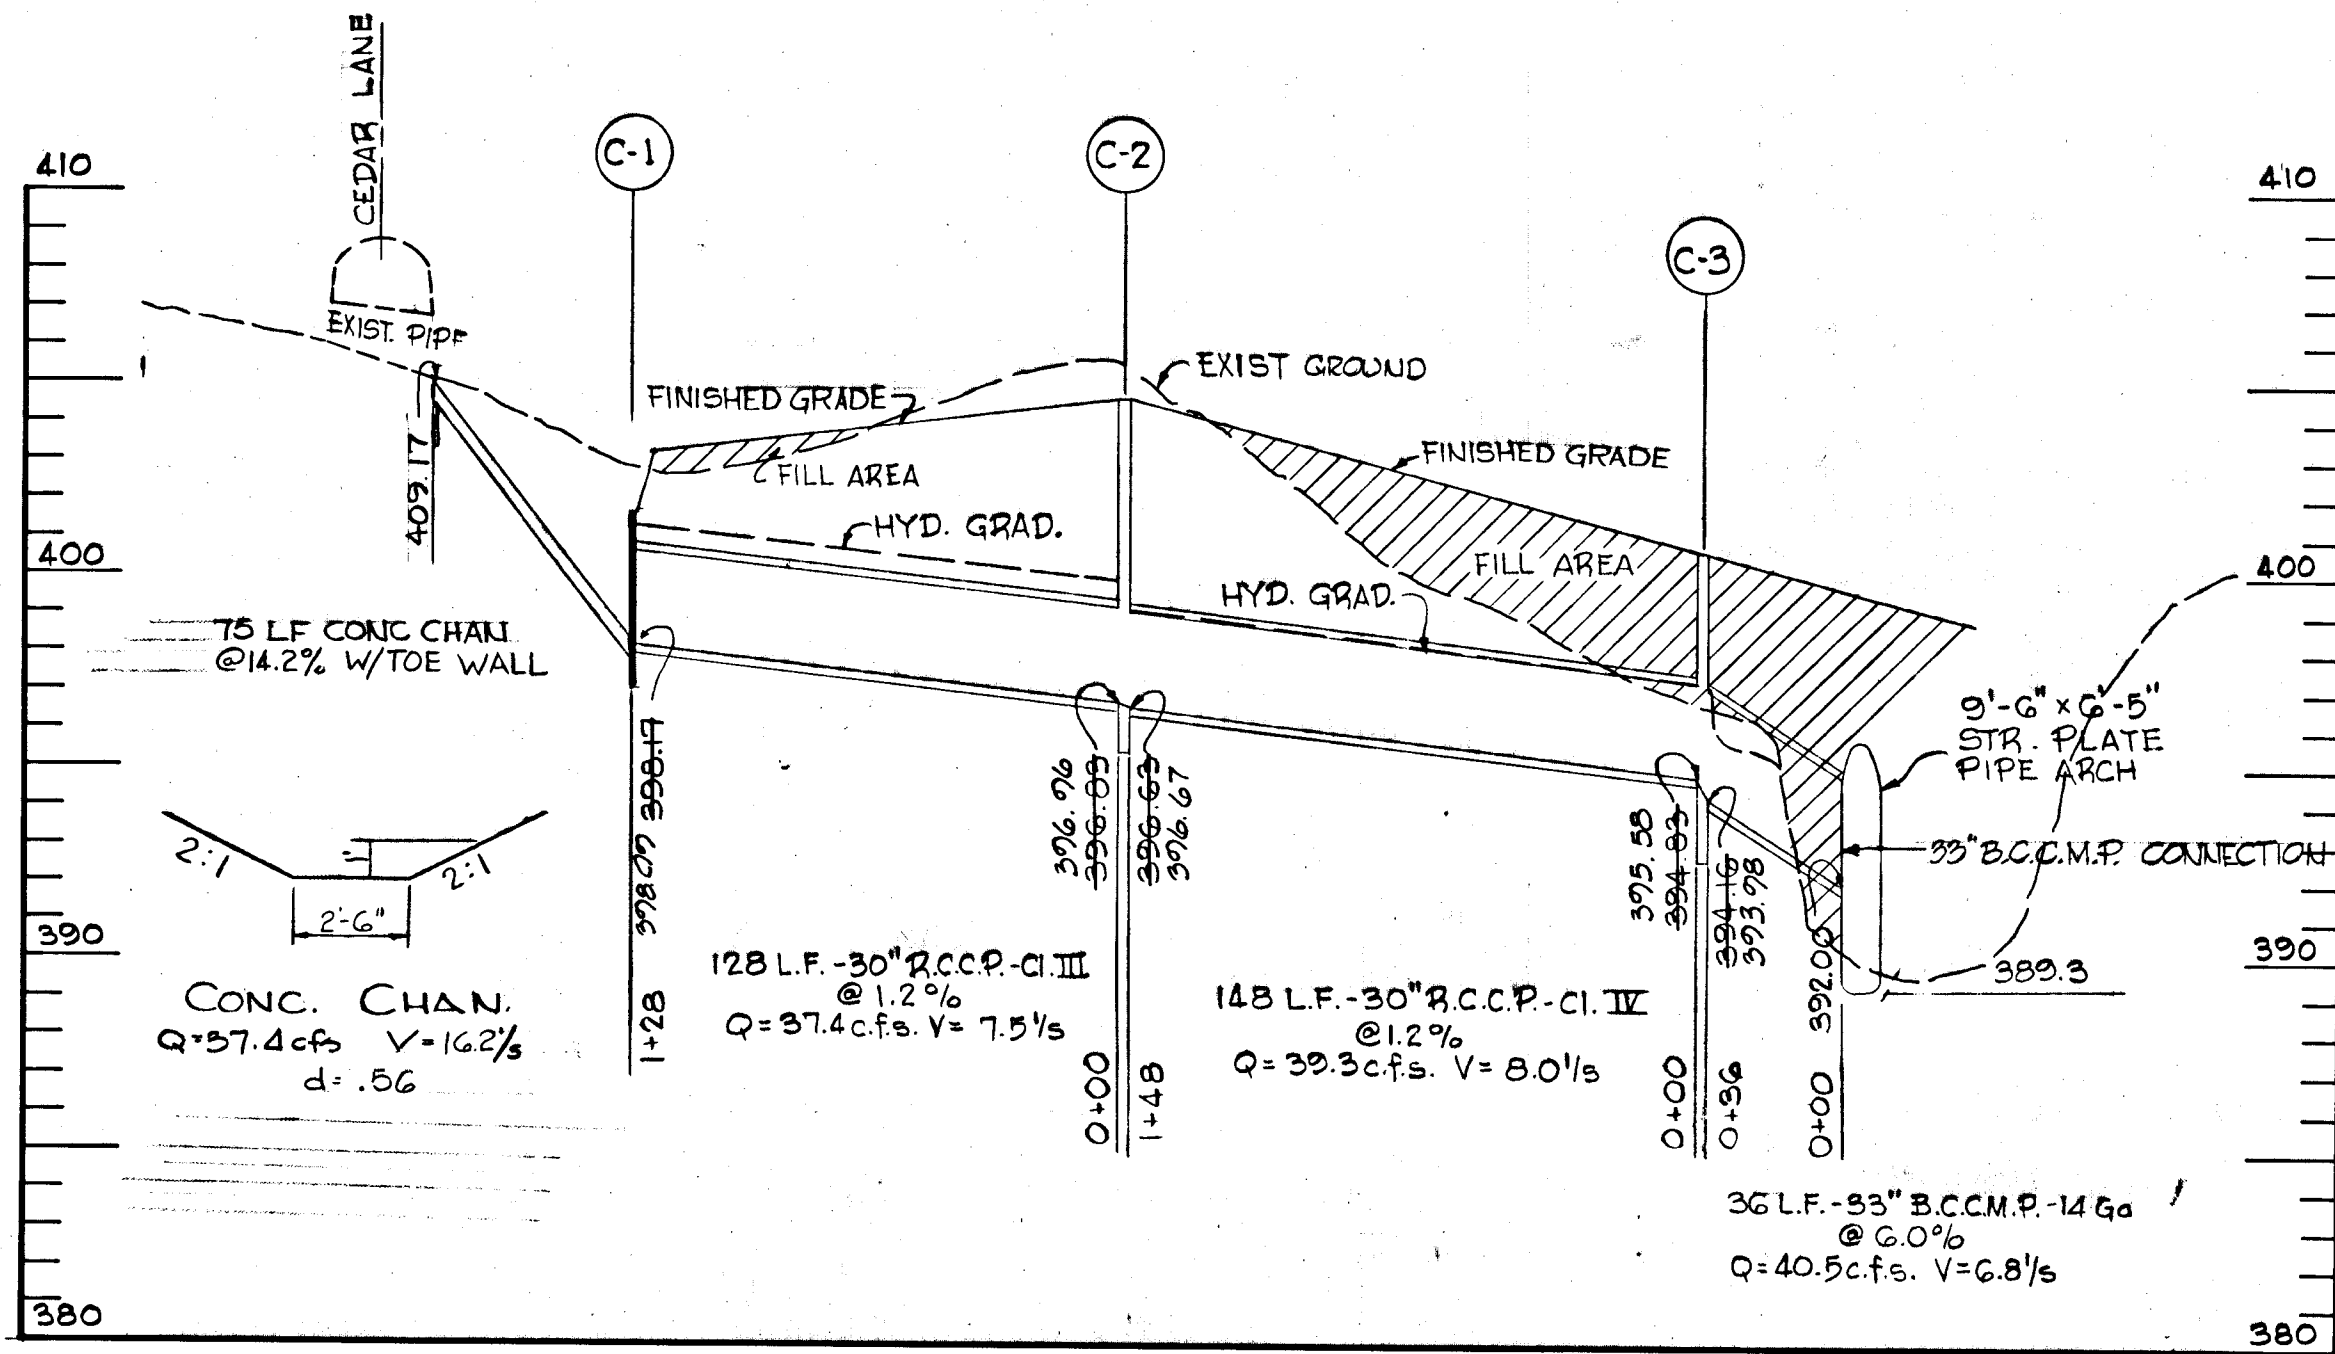 CEDAR LANE
C-1
C-2
C-3
410
410
EXIST. PIPE
409.17
FINISHED GRADE
EXIST GROUND
FILL AREA
FINISHED GRADE
HYD. GRAD.
FILL AREA
HYD. GRAD.
400
400
75 LF CONC CHAN
@14.2% W/TOE WALL
398.17
398.09
1+28
396.96
396.83
396.63
396.67
395.58
394.83
394.16
393.98
9'-6" x 6'-5"
STR. PLATE
PIPE ARCH
33" B.C.C.M.P. CONNECTION
2:1
1'
2:1
2'-6"
390
390
389.3
392.00
CONC. CHAN.
Q=37.4cfs V=16.2'/s
d=.56
128 L.F.-30" R.C.C.P.-Cl. III
@ 1.2%
Q=37.4c.f.s. V= 7.5'/s
0+00
1+48
148 L.F.-30" R.C.C.P.-Cl. IV
@1.2%
Q=39.3c.f.s. V= 8.0'/s
0+00
0+36
0+00
36 L.F.-33" B.C.C.M.P.-14 Ga
@ 6.0%
Q=40.5c.f.s. V=6.8'/s
380
380